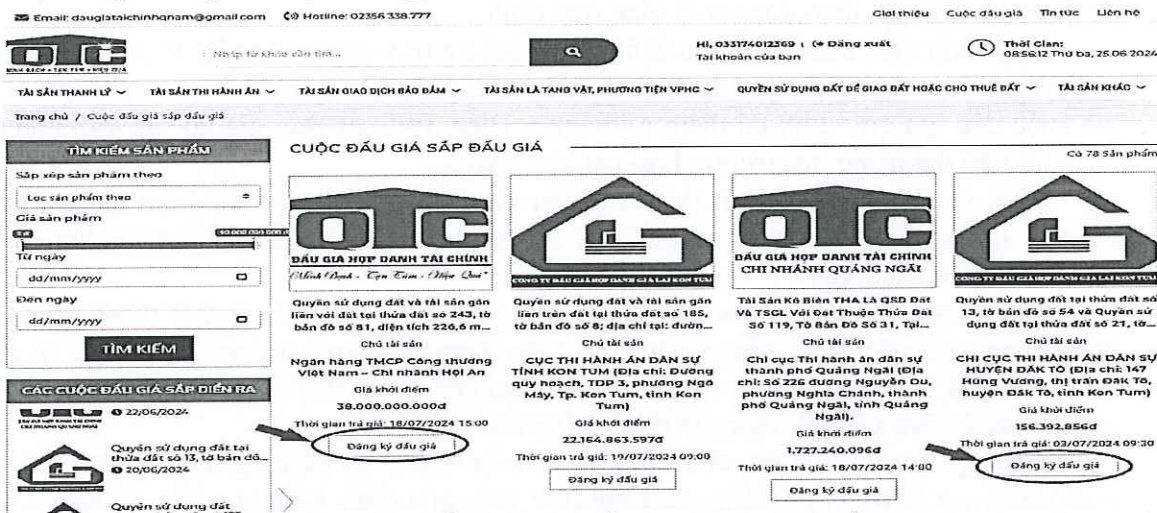 Email: daugiataichinhqnam@gmail.com
Hotline: 02356 338.777
Giới thiệu Cuộc đấu giá Tin tức Liên hệ
OTC
MINH BẠCH • TẬN TÂM • HIỆU QUẢ
Nhập từ khóa cần tìm...
Hi, 033174012369 Đăng xuất
Tài khoản của bạn
Thời Gian:
08:56:12 Thứ ba, 25.06.2024
TÀI SẢN THANH LÝ
TÀI SẢN THI HÀNH ÁN
TÀI SẢN GIAO DỊCH BẢO ĐẢM
TÀI SẢN LÀ TANG VẬT, PHƯƠNG TIỆN VPHC
QUYỀN SỬ DỤNG ĐẤT ĐỂ GIAO ĐẤT HOẶC CHO THUÊ ĐẤT
TÀI SẢN KHÁC
Trang chủ / Cuộc đấu giá sắp đấu giá
TÌM KIẾM SẢN PHẨM
Sắp xếp sản phẩm theo
Lọc sản phẩm theo
Giá sản phẩm
Từ ngày
dd/mm/yyyy
Đến ngày
dd/mm/yyyy
TÌM KIẾM
CÁC CUỘC ĐẤU GIÁ SẮP DIỄN RA
22/06/2024
Quyền sử dụng đất tại
thửa đất số 13, tờ bản đồ...
20/06/2024
Quyền sử dụng đất
CUỘC ĐẤU GIÁ SẮP ĐẤU GIÁ
Có 78 Sản phẩm
OTC
ĐẤU GIÁ HỢP DANH TÀI CHÍNH
"Minh Bạch - Tận Tâm - Hiệu Quả"
Quyền sử dụng đất và tài sản gắn
liền với đất tại thửa đất số 243, tờ
bản đồ số 81, diện tích 226,6 m...
Chủ tài sản
Ngân hàng TMCP Công thương
Việt Nam – Chi nhánh Hội An
Giá khởi điểm
38.000.000.000đ
Thời gian trả giá: 18/07/2024 15:00
Đăng ký đấu giá
CÔNG TY ĐẤU GIÁ HỢP DANH GIA LAI KON TUM
Quyền sử dụng đất và tài sản gắn
liền trên đất tại thửa đất số 185,
tờ bản đồ số 8; địa chỉ tại: đườn...
Chủ tài sản
CỤC THI HÀNH ÁN DÂN SỰ
TỈNH KON TUM (Địa chỉ: Đường
quy hoạch, TDP 3, phường Ngô
Mây, Tp. Kon Tum, tỉnh Kon
Tum)
Giá khởi điểm
22.164.863.597đ
Thời gian trả giá: 19/07/2024 09:00
Đăng ký đấu giá
OTC
ĐẤU GIÁ HỢP DANH TÀI CHÍNH
CHI NHÁNH QUẢNG NGÃI
Tài Sản Kê Biên THA Là QSD Đất
Và TSGL Với Đất Thuộc Thửa Đất
Số 119, Tờ Bản Đồ Số 31, Tại...
Chủ tài sản
Chi cục Thi hành án dân sự
thành phố Quảng Ngãi (Địa
chỉ: Số 226 đường Nguyễn Du,
phường Nghĩa Chánh, thành
phố Quảng Ngãi, tỉnh Quảng
Ngãi).
Giá khởi điểm
1.727.240.096đ
Thời gian trả giá: 18/07/2024 14:00
Đăng ký đấu giá
CÔNG TY ĐẤU GIÁ HỢP DANH GIA LAI KON TUM
Quyền sử dụng đất tại thửa đất số
13, tờ bản đồ số 54 và Quyền sử
dụng đất tại thửa đất số 21, tờ...
Chủ tài sản
CHI CỤC THI HÀNH ÁN DÂN SỰ
HUYỆN ĐĂK TÔ (Địa chỉ: 147
Hùng Vương, thị trấn Đăk Tô,
huyện Đăk Tô, tỉnh Kon Tum)
Giá khởi điểm
156.392.856đ
Thời gian trả giá: 03/07/2024 09:30
Đăng ký đấu giá